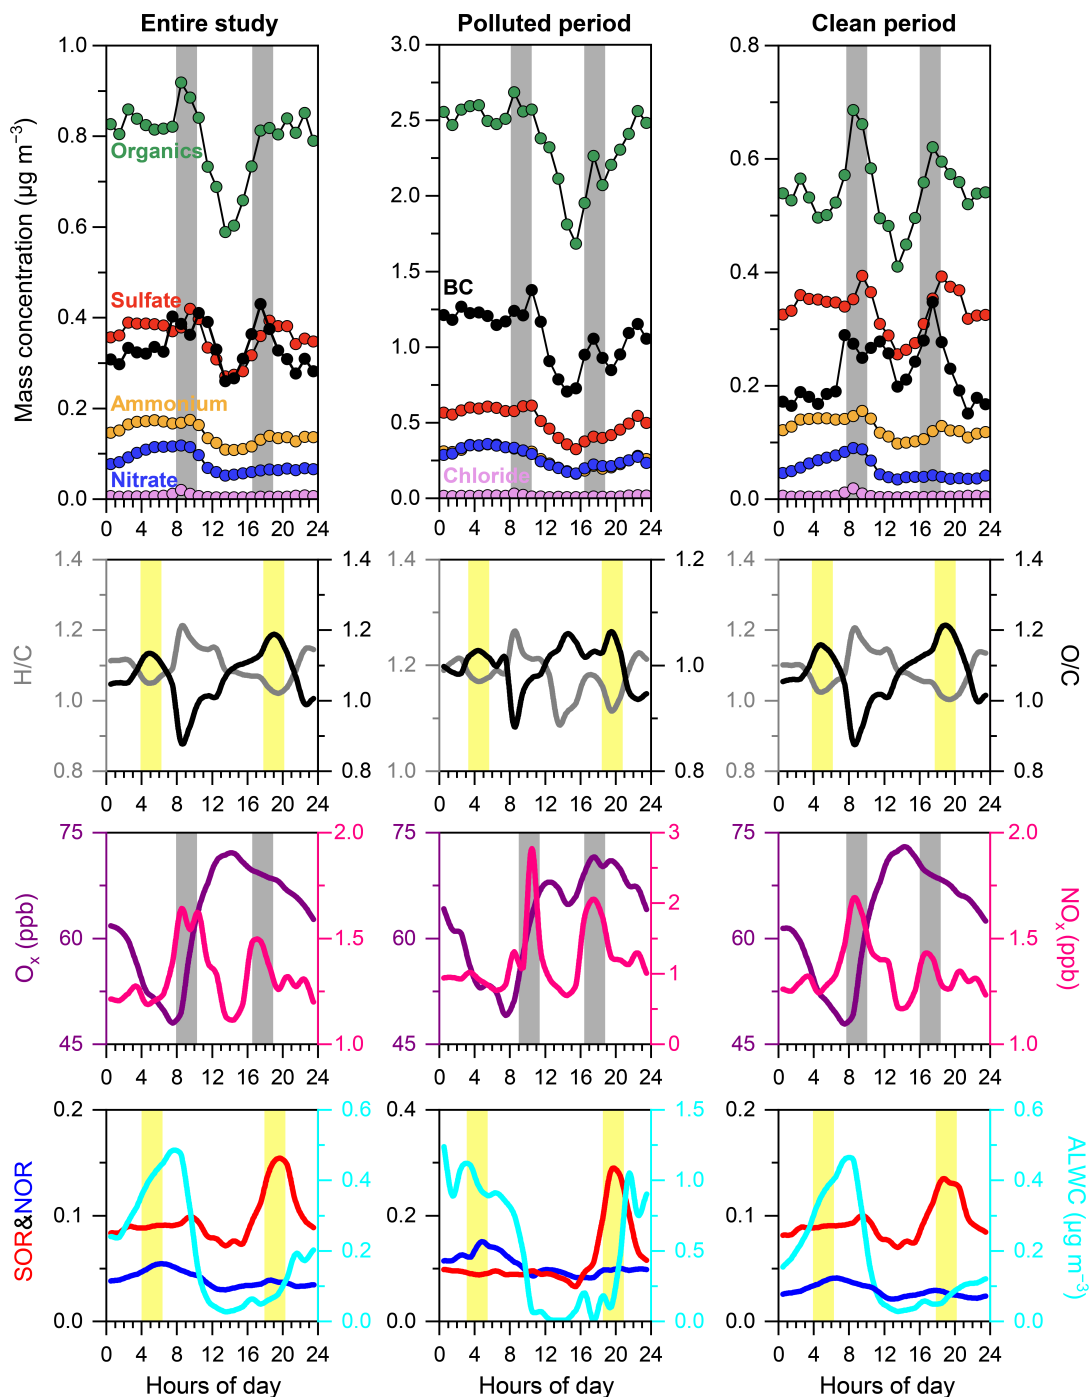 Entire study
Polluted period
Clean period
1.0
0.8
0.6
0.4
0.2
0.0
Mass concentration (µg m⁻³)
Organics
Sulfate
Ammonium
Nitrate
0 4 8 12 16 20 24
3.0
2.5
2.0
1.5
1.0
0.5
0.0
BC
Chloride
0 4 8 12 16 20 24
0.8
0.6
0.4
0.2
0.0
0 4 8 12 16 20 24
H/C
1.4
1.2
1.0
0.8
1.4
1.2
1.0
0.8
0 4 8 12 16 20 24
1.4
1.2
1.0
1.2
1.0
0.8
0 4 8 12 16 20 24
1.4
1.2
1.0
0.8
1.4
1.2
1.0
0.8
O/C
0 4 8 12 16 20 24
Oₓ (ppb)
75
60
45
2.0
1.5
1.0
0 4 8 12 16 20 24
75
60
45
3
2
1
0
0 4 8 12 16 20 24
75
60
45
2.0
1.5
1.0
NOₓ (ppb)
0 4 8 12 16 20 24
SOR&NOR
0.2
0.1
0.0
0.6
0.4
0.2
0.0
0 4 8 12 16 20 24
Hours of day
0.4
0.2
0.0
1.5
1.0
0.5
0.0
0 4 8 12 16 20 24
Hours of day
0.2
0.1
0.0
0.6
0.4
0.2
0.0
ALWC (µg m⁻³)
0 4 8 12 16 20 24
Hours of day